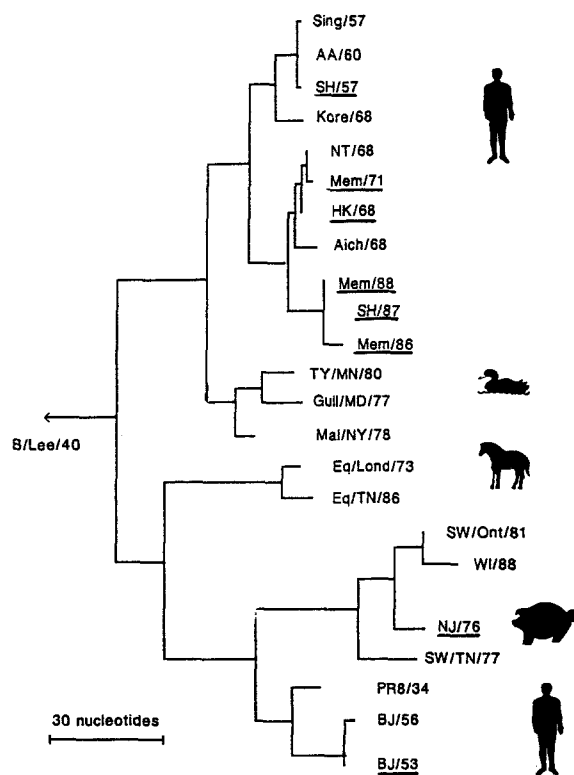 Sing/57
AA/60
SH/57
Kore/68
NT/68
Mem/71
HK/68
Aich/68
Mem/88
SH/87
Mem/86
TY/MN/80
Gull/MD/77
Mal/NY/78
B/Lee/40
Eq/Lond/73
Eq/TN/86
SW/Ont/81
WI/88
NJ/76
SW/TN/77
PR8/34
30 nucleotides
BJ/56
BJ/53